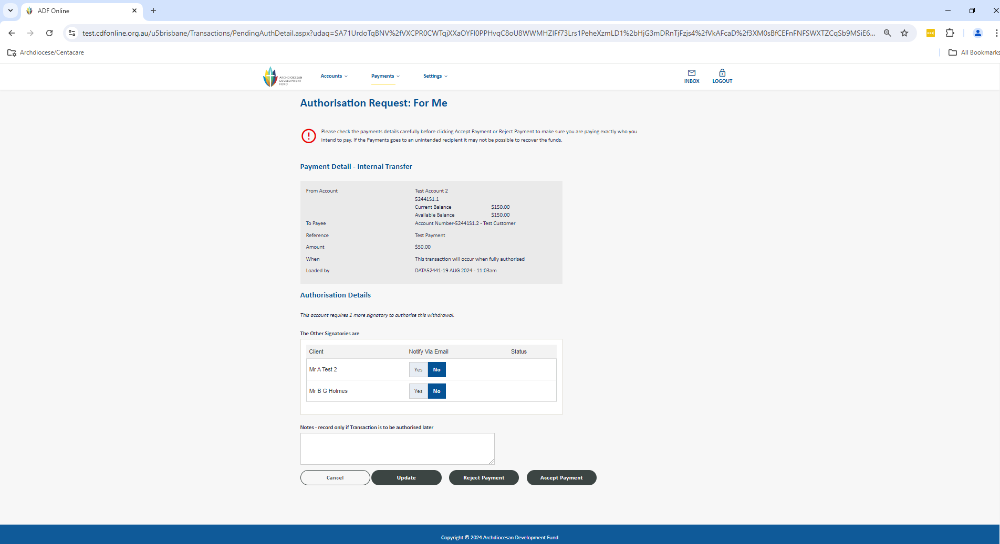 ADF Online
test.cdfonline.org.au/u5brisbane/Transactions/PendingAuthDetail.aspx?udaq=SA71UrdoTqBNV%2fVXCPR0CWTqjXXaOYFI0PPHvqC8oU8WWMHZIFf73Lrs1PeheXzmLD1%2bHjG3mDRnTjFzjs4%2fVkAFcaD%2f3XM0sBfCEFnFNFSWXTZCqSb9MSiE6...
Archdiocese/Centacare
All Bookmarks
ARCHDIOCESAN
DEVELOPMENT
FUND
Accounts
Payments
Settings
INBOX
LOGOUT
Authorisation Request: For Me
Please check the payments details carefully before clicking Accept Payment or Reject Payment to make sure you are paying exactly who you
intend to pay. If the Payments goes to an unintended recipient it may not be possible to recover the funds.
Payment Detail - Internal Transfer
From Account Test Account 2
52441S1.1
Current Balance $150.00
Available Balance $150.00
To Payee Account Number-52441S1.2 - Test Customer
Reference Test Payment
Amount $50.00
When This transaction will occur when fully authorised
Loaded by DATA52441-19 AUG 2024 - 11:03am
Authorisation Details
This account requires 1 more signatory to authorise this withdrawal.
The Other Signatories are
Client Notify Via Email Status
Mr A Test 2 Yes No
Mr B G Holmes Yes No
Notes - record only if Transaction is to be authorised later
Cancel Update Reject Payment Accept Payment
Copyright © 2024 Archdiocesan Development Fund